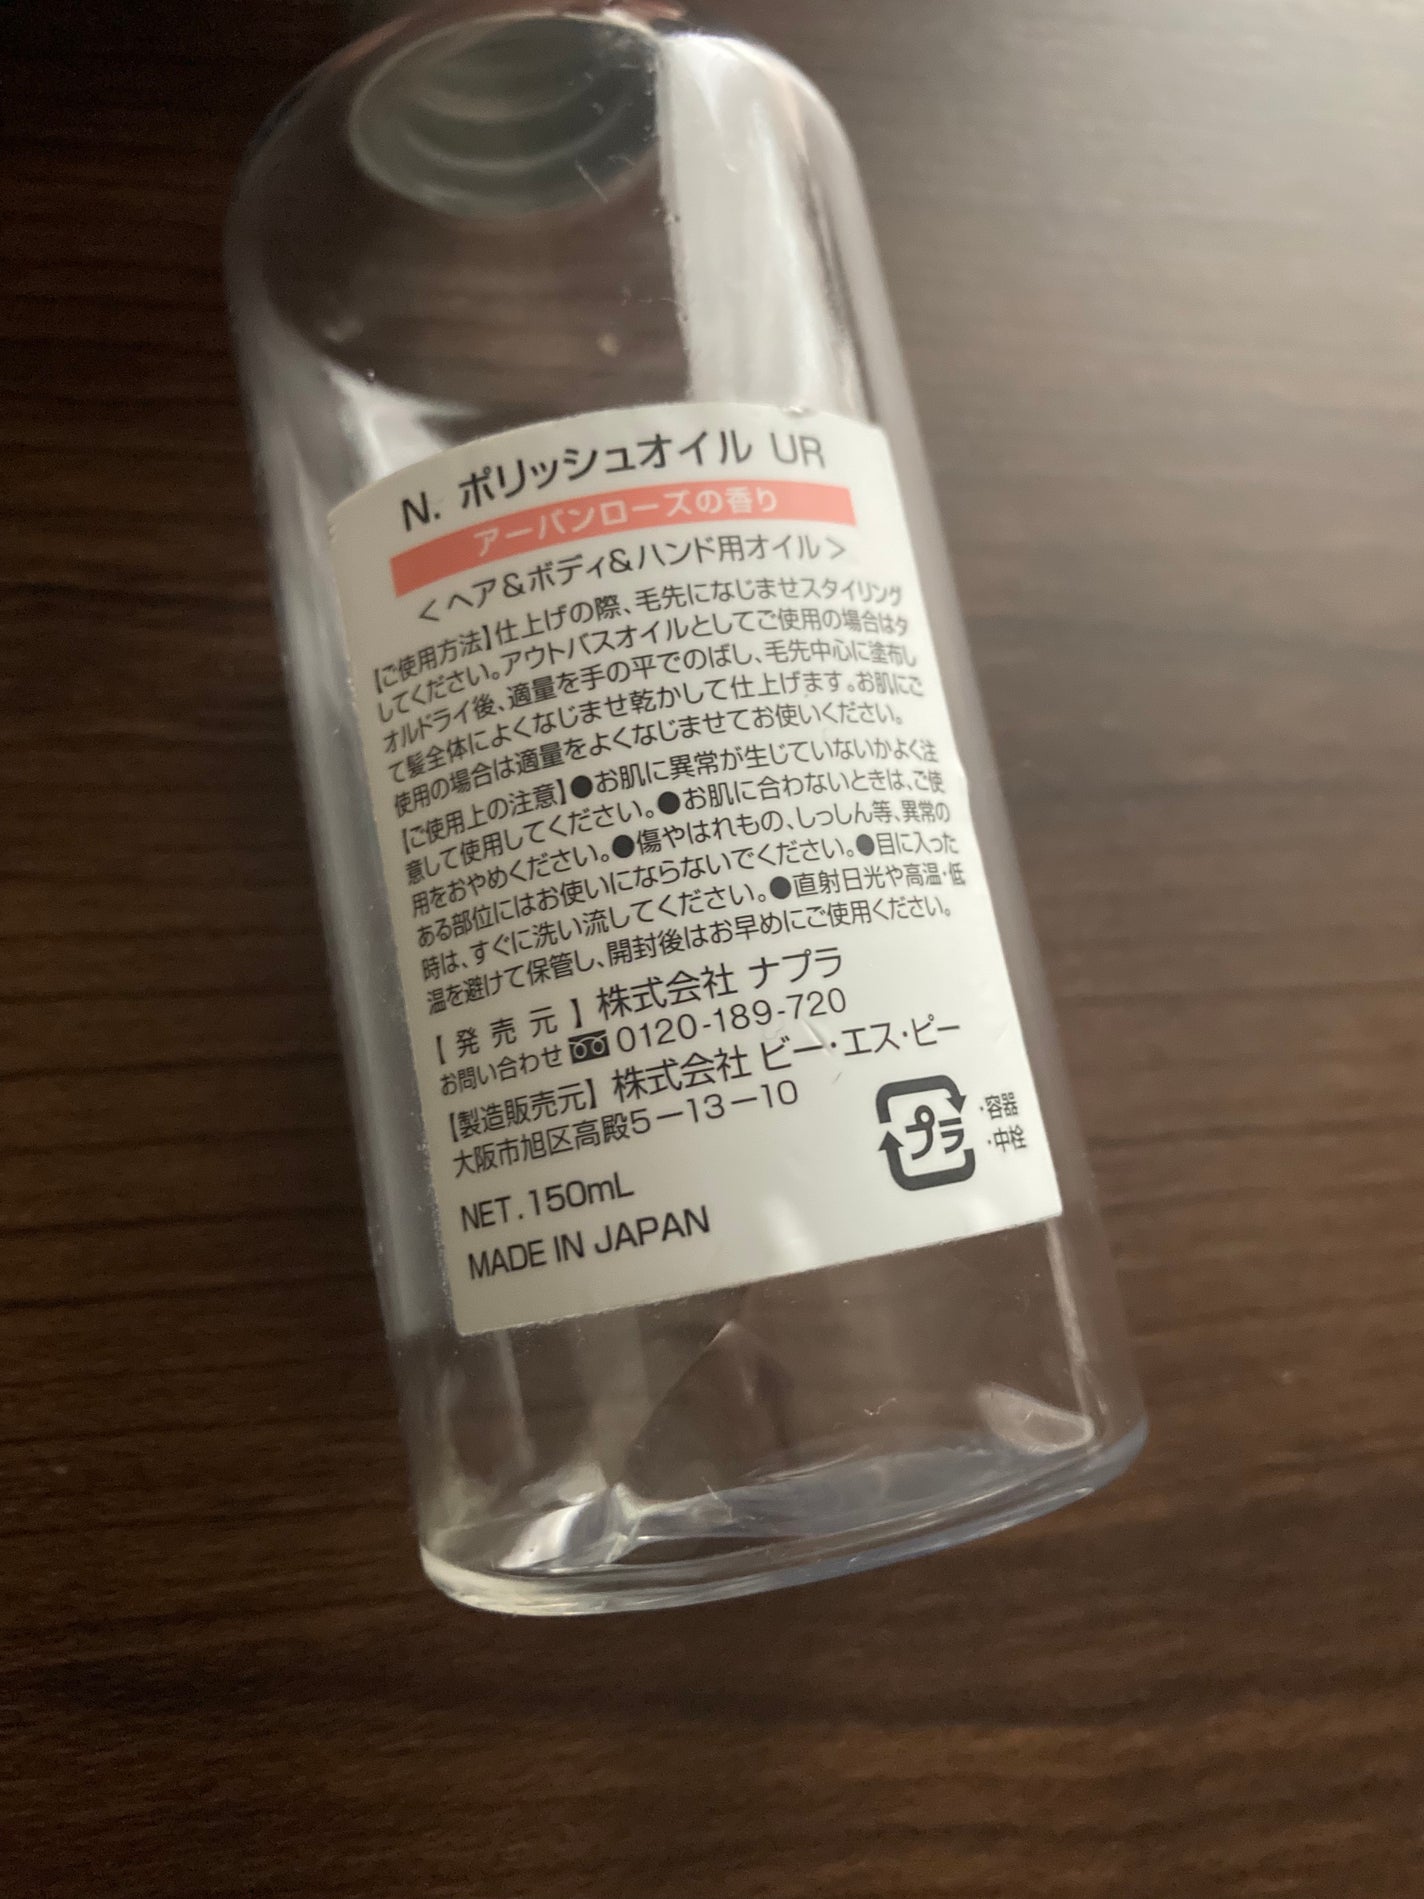 N. ポリッシュオイル UR
アーバンローズの香り
<ヘア&ボディ&ハンド用オイル>
【ご使用方法】仕上げの際、毛先になじませスタイリング
してください。アウトバスオイルとしてご使用の場合はタ
オルドライ後、適量を手の平でのばし、毛先中心に塗布し
て髪全体によくなじませ乾かして仕上げます。お肌にご
使用の場合は適量をよくなじませてお使いください。
【ご使用上の注意】●お肌に異常が生じていないかよく注
意して使用してください。●お肌に合わないときは、ご使
用をおやめください。●傷やはれもの、しっしん等、異常の
ある部位にはお使いにならないでください。●目に入った
時は、すぐに洗い流してください。●直射日光や高温・低
温を避けて保管し、開封後はお早めにご使用ください。
【発売元】株式会社 ナプラ
お問い合わせ 0120-189-720
【製造販売元】株式会社 ビー・エス・ピー
大阪市旭区高殿5－13－10
プラ
・容器
・中栓
NET.150mL
MADE IN JAPAN